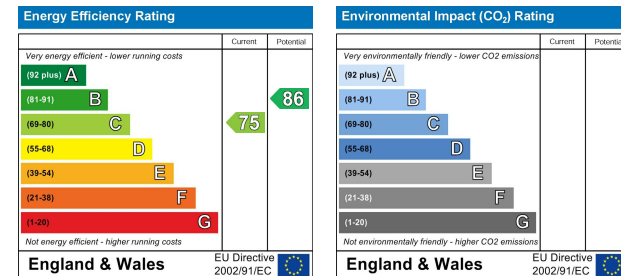 Energy Efficiency Rating
Current Potential
Very energy efficient - lower running costs
(92 plus) A
(81-91) B
86
(69-80) C
75
(55-68) D
(39-54) E
(21-38) F
(1-20) G
Not energy efficient - higher running costs
England & Wales
EU Directive
2002/91/EC
Environmental Impact (CO₂) Rating
Current Potentia
Very environmentally friendly - lower CO2 emissions
(92 plus) A
(81-91) B
(69-80) C
(55-68) D
(39-54) E
(21-38) F
(1-20) G
Not environmentally friendly - higher CO2 emissions
England & Wales
EU Directive
2002/91/EC